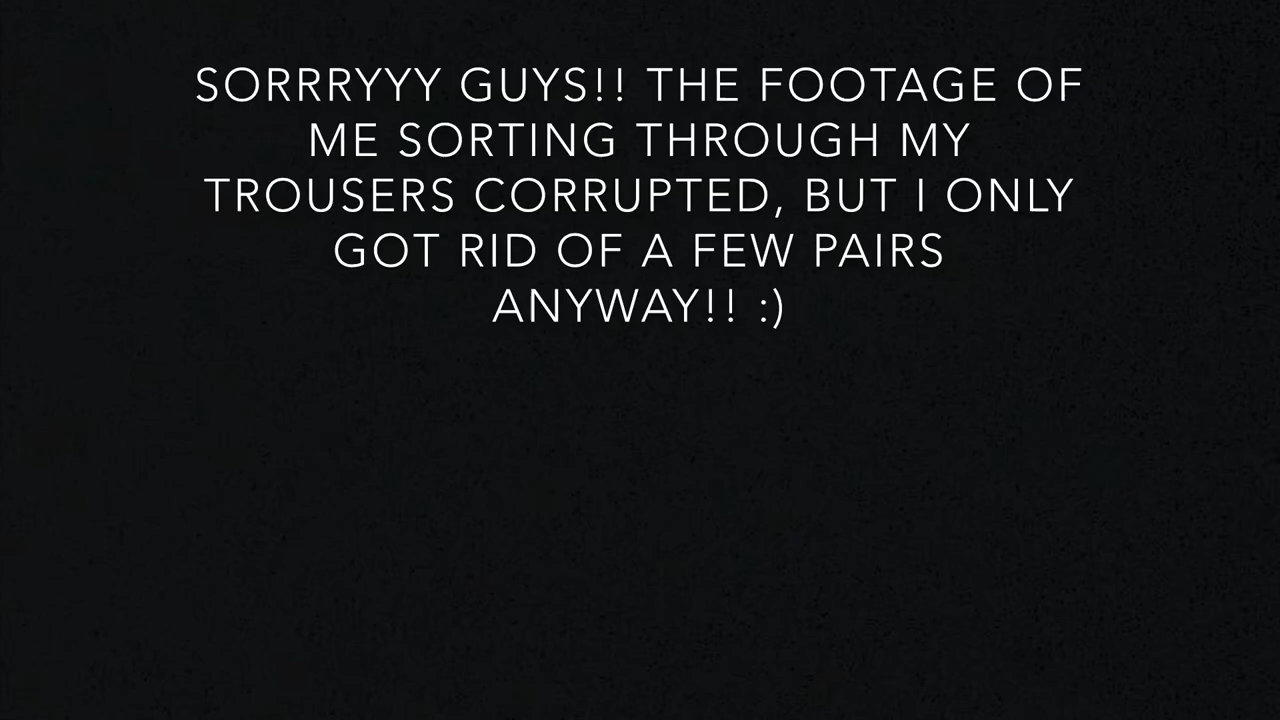 SORRRYYY GUYS!! THE FOOTAGE OF
ME SORTING THROUGH MY
TROUSERS CORRUPTED, BUT I ONLY
GOT RID OF A FEW PAIRS
ANYWAY!! :)